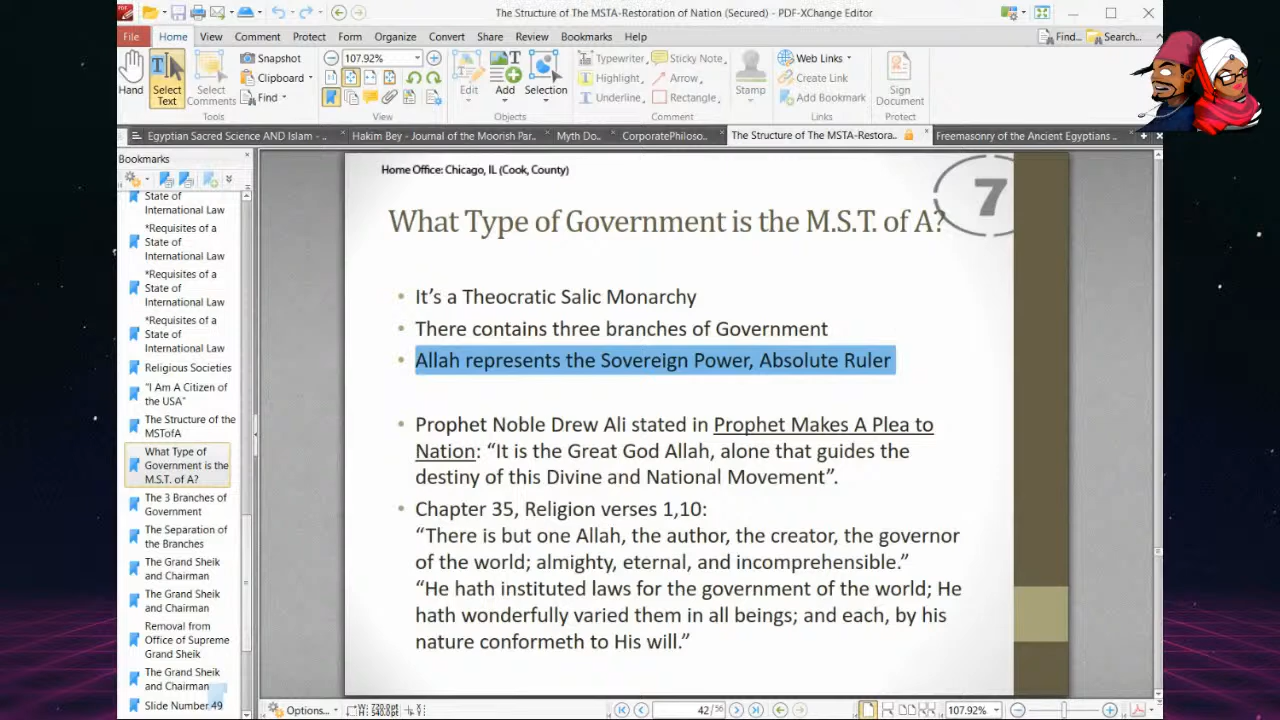 The Structure of The MSTA-Restoration of Nation (Secured) - PDF-XChange Editor
File Home View Comment Protect Form Organize Convert Share Review Bookmarks Help Find... Search...
Hand
Select
Text
Select
Comments
Snapshot
Clipboard
Find
Tools
107.92%
View
Edit
Add
Selection
Objects
Typewriter
Highlight
Underline
Sticky Note
Arrow
Rectangle
Stamp
Comment
Web Links
Create Link
Add Bookmark
Links
Sign
Document
Protect
Egyptian Sacred Science AND Islam - ... Hakim Bey - Journal of the Moorish Par... Myth Do... CorporatePhiloso... The Structure of The MSTA-Restora... Freemasonry of the Ancient Egyptians ...
Bookmarks
State of
International Law
*Requisites of a
State of
International Law
*Requisites of a
State of
International Law
*Requisites of a
State of
International Law
Religious Societies
"I Am A Citizen of
the USA"
The Structure of the
MSTofA
What Type of
Government is the
M.S.T. of A?
The 3 Branches of
Government
The Separation of
the Branches
The Grand Sheik
and Chairman
The Grand Sheik
and Chairman
Removal from
Office of Supreme
Grand Sheik
The Grand Sheik
and Chairman
Slide Number 49
Home Office: Chicago, IL (Cook, County)
7
What Type of Government is the M.S.T. of A?
• It's a Theocratic Salic Monarchy
• There contains three branches of Government
• Allah represents the Sovereign Power, Absolute Ruler
• Prophet Noble Drew Ali stated in Prophet Makes A Plea to
Nation: "It is the Great God Allah, alone that guides the
destiny of this Divine and National Movement".
• Chapter 35, Religion verses 1,10:
"There is but one Allah, the author, the creator, the governor
of the world; almighty, eternal, and incomprehensible."
"He hath instituted laws for the government of the world; He
hath wonderfully varied them in all beings; and each, by his
nature conformeth to His will."
Options... 42 / 56 107.92%